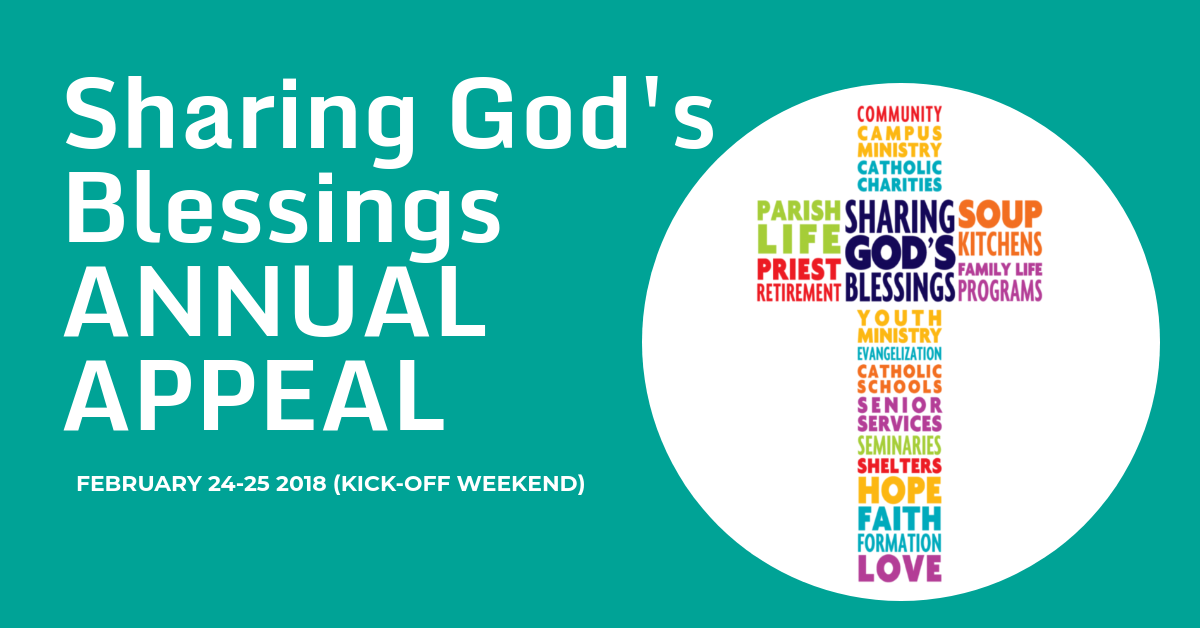 Sharing God's
Blessings
ANNUAL
APPEAL
FEBRUARY 24-25 2018 (KICK-OFF WEEKEND)
COMMUNITY
CAMPUS
MINISTRY
CATHOLIC
CHARITIES
PARISH
LIFE
PRIEST
RETIREMENT
SHARING
GOD'S
BLESSINGS
SOUP
KITCHENS
FAMILY LIFE
PROGRAMS
YOUTH
MINISTRY
EVANGELIZATION
CATHOLIC
SCHOOLS
SENIOR
SERVICES
SEMINARIES
SHELTERS
HOPE
FAITH
FORMATION
LOVE